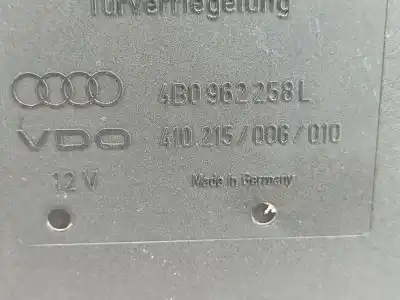 Türverriegelung
4B0 962 258 L
VDO 410.215/006/010
12 V Made in Germany